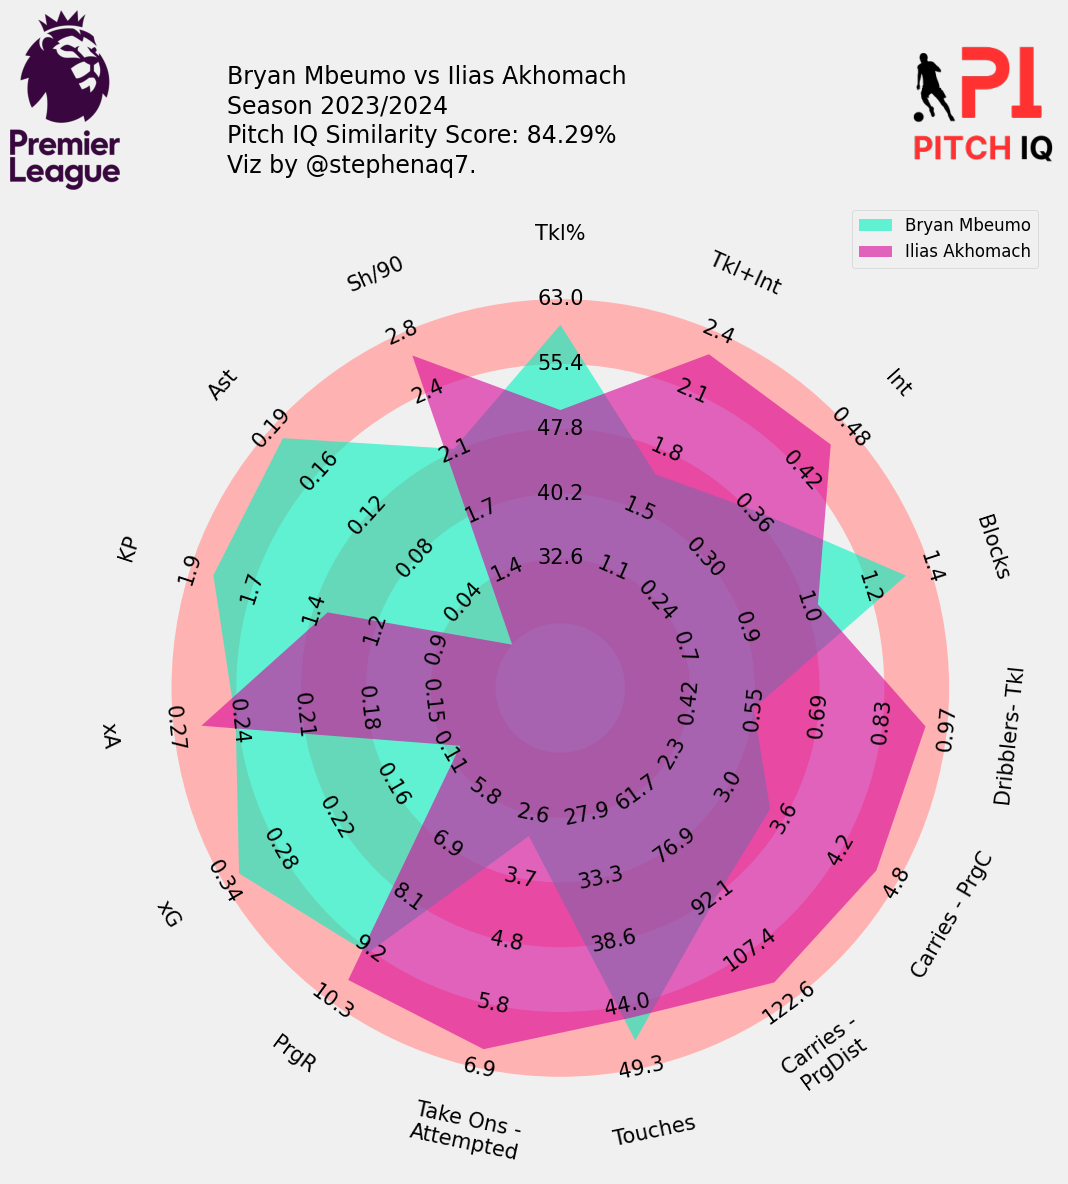 Bryan Mbeumo vs Ilias Akhomach
Season 2023/2024
Pitch IQ Similarity Score: 84.29%
Viz by @stephenaq7.
Premier
League
PI
PITCH IQ
Bryan Mbeumo
Ilias Akhomach
Tkl%
63.0
55.4
47.8
40.2
32.6
Tkl+Int
2.4
2.1
1.8
1.5
1.1
Int
0.48
0.42
0.36
0.30
0.24
Blocks
1.4
1.2
1.0
0.9
0.7
Dribblers- Tkl
0.97
0.83
0.69
0.55
0.42
Carries - PrgC
4.8
4.2
3.6
3.0
2.3
Carries -
PrgDist
122.6
107.4
92.1
76.9
61.7
Touches
49.3
44.0
38.6
33.3
27.9
Take Ons -
Attempted
6.9
5.8
4.8
3.7
2.6
PrgR
10.3
9.2
8.1
6.9
5.8
xG
0.34
0.28
0.22
0.16
0.11
xA
0.27
0.24
0.21
0.18
0.15
KP
1.9
1.7
1.4
1.2
0.9
Ast
0.19
0.16
0.12
0.08
0.04
Sh/90
2.8
2.4
2.1
1.7
1.4